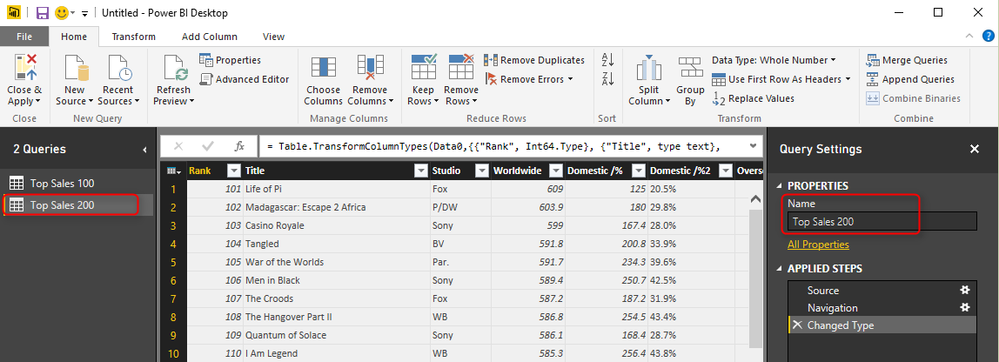 Untitled - Power BI Desktop
File Home Transform Add Column View
Close & Apply
New Source
Recent Sources
Refresh Preview
Properties
Advanced Editor
Choose Columns
Remove Columns
Keep Rows
Remove Rows
Remove Duplicates
Remove Errors
Split Column
Group By
Data Type: Whole Number
Use First Row As Headers
Replace Values
Merge Queries
Append Queries
Combine Binaries
Close New Query Manage Columns Reduce Rows Sort Transform Combine
2 Queries
Top Sales 100
Top Sales 200
fx = Table.TransformColumnTypes(Data0,{{"Rank", Int64.Type}, {"Title", type text},
Rank Title Studio Worldwide Domestic /% Domestic /%2 Overse
1 101 Life of Pi Fox 609 125 20.5%
2 102 Madagascar: Escape 2 Africa P/DW 603.9 180 29.8%
3 103 Casino Royale Sony 599 167.4 28.0%
4 104 Tangled BV 591.8 200.8 33.9%
5 105 War of the Worlds Par. 591.7 234.3 39.6%
6 106 Men in Black Sony 589.4 250.7 42.5%
7 107 The Croods Fox 587.2 187.2 31.9%
8 108 The Hangover Part II WB 586.8 254.5 43.4%
9 109 Quantum of Solace Sony 586.1 168.4 28.7%
10 110 I Am Legend WB 585.3 256.4 43.8%
Query Settings
PROPERTIES
Name
Top Sales 200
All Properties
APPLIED STEPS
Source
Navigation
Changed Type